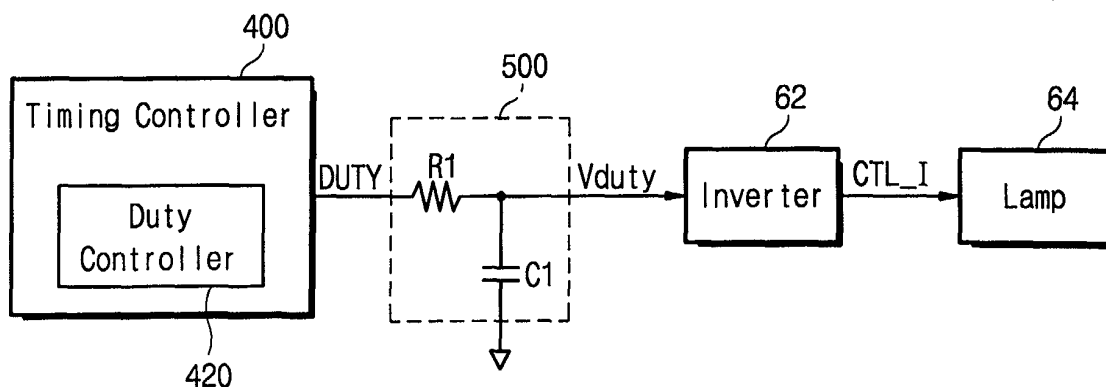 400
Timing Controller
Duty
Controller
420
DUTY
500
R1
C1
Vduty
62
Inverter
CTL_I
64
Lamp